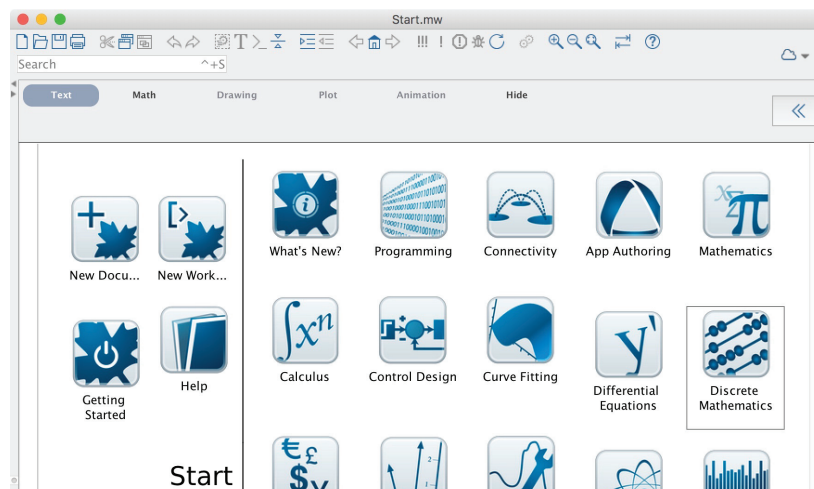 Start.mw
Search ^+S
Text Math Drawing Plot Animation Hide
What's New? Programming Connectivity App Authoring Mathematics
New Docu... New Work...
Calculus Control Design Curve Fitting Differential Equations Discrete Mathematics
Getting Started
Help
Start